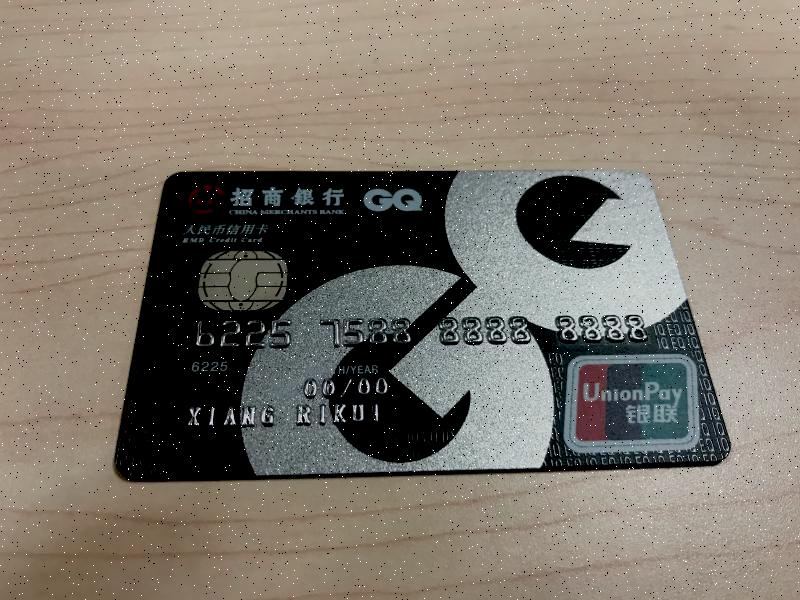 招商银行 GQ
CHINA MERCHANTS BANK
人民币信用卡
RMB Credit Card
6225 7588 8888 8888
6225
H/YEAR
00/00
XIANG RIKUI
UnionPay
银联